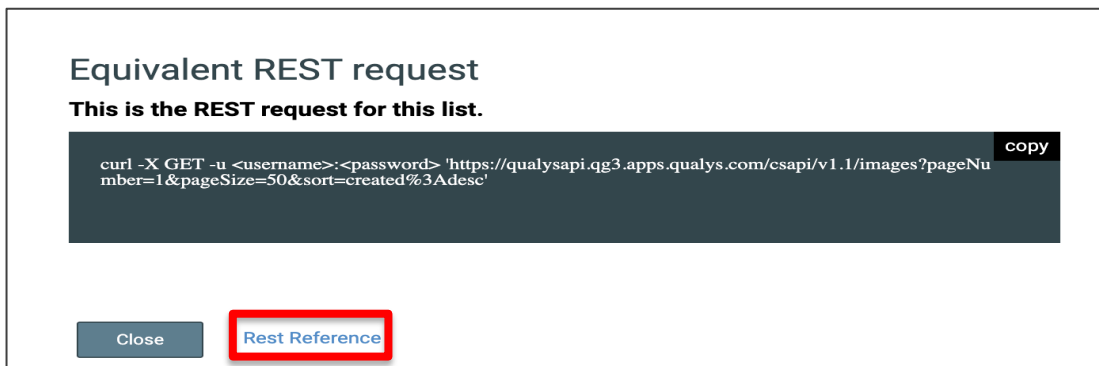 Equivalent REST request
This is the REST request for this list.
copy
curl -X GET -u <username>:<password> 'https://qualysapi.qg3.apps.qualys.com/csapi/v1.1/images?pageNu
mber=1&pageSize=50&sort=created%3Adesc'
Close
Rest Reference